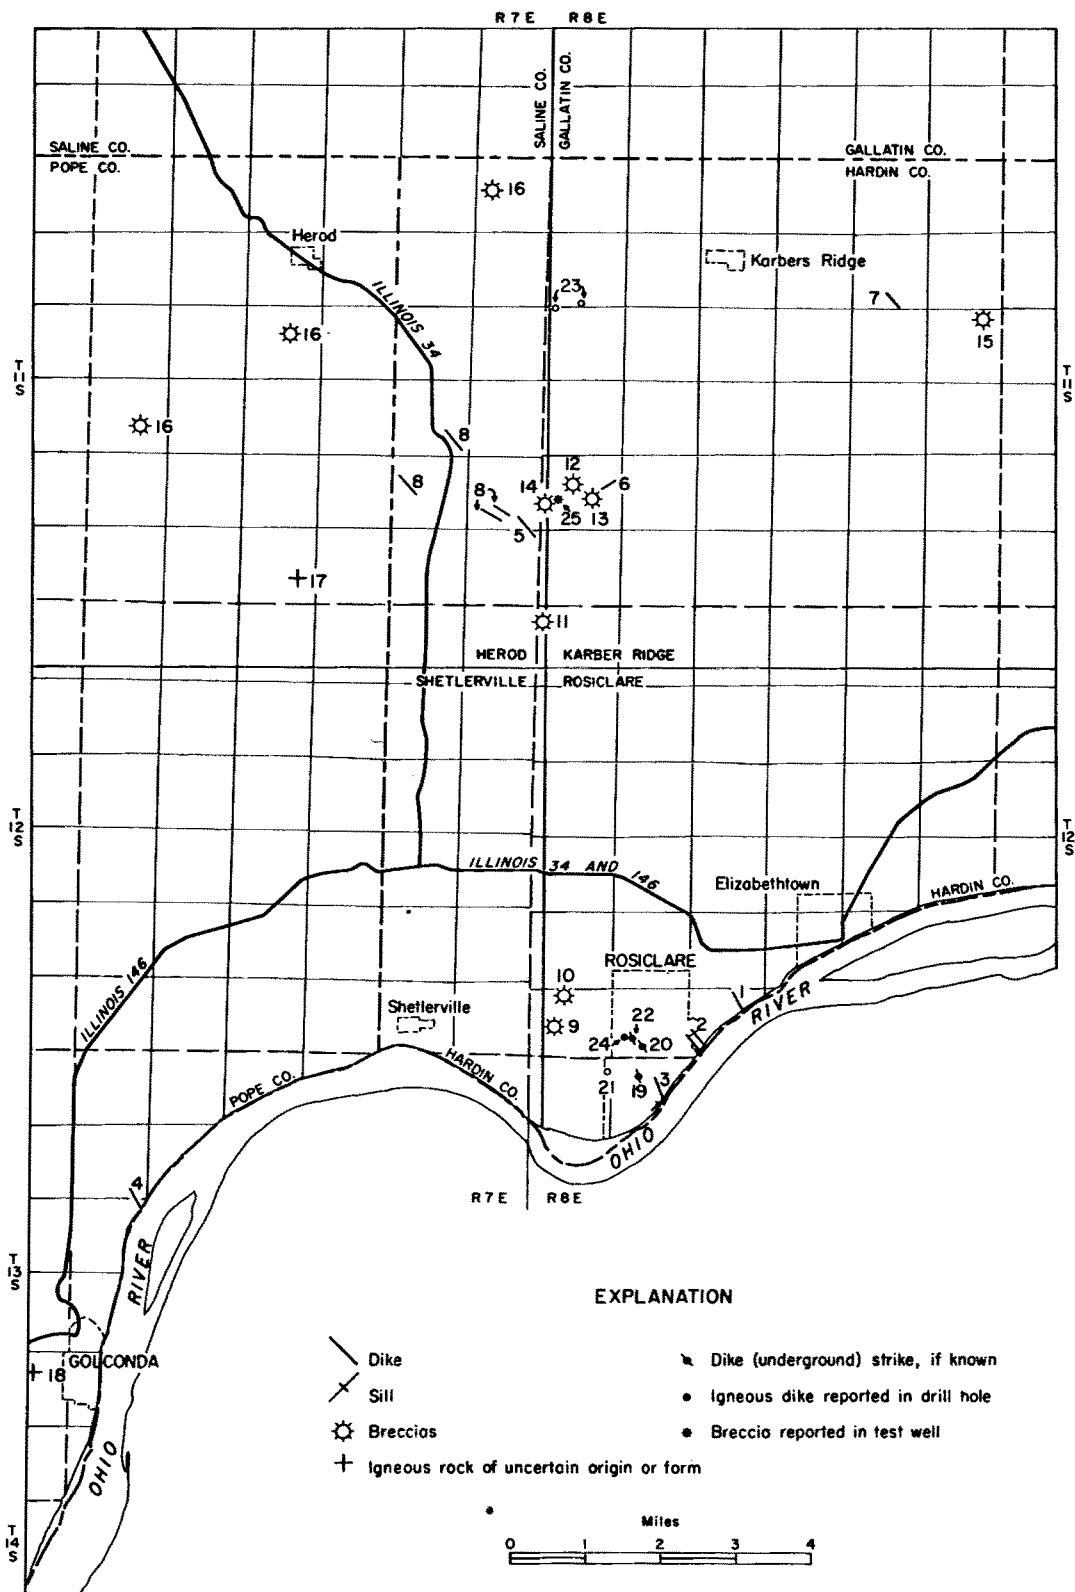 R7E R8E
SALINE CO.
GALLATIN CO.
SALINE CO.
POPE CO.
GALLATIN CO.
HARDIN CO.
16
Herod
Karbers Ridge
23
7
ILLINOIS 34
16
15
T
11
S
T
11
S
16
8
12
8
8
14
6
25
13
5
17
11
HEROD KARBER RIDGE
SHETLERVILLE ROSICLARE
T
12
S
T
12
S
ILLINOIS 34 AND 146
Elizabethtown
HARDIN CO.
ROSICLARE
ILLINOIS 146
10
1
RIVER
Shetlerville
9
22
2
24
20
HARDIN CO.
21
19
3
POPE CO.
OHIO
4
R7E R8E
RIVER
T
13
S
GOLCONDA
18
OHIO
T
14
S
EXPLANATION
Dike
Sill
Breccias
Igneous rock of uncertain origin or form
Dike (underground) strike, if known
Igneous dike reported in drill hole
Breccia reported in test well
Miles
0 1 2 3 4